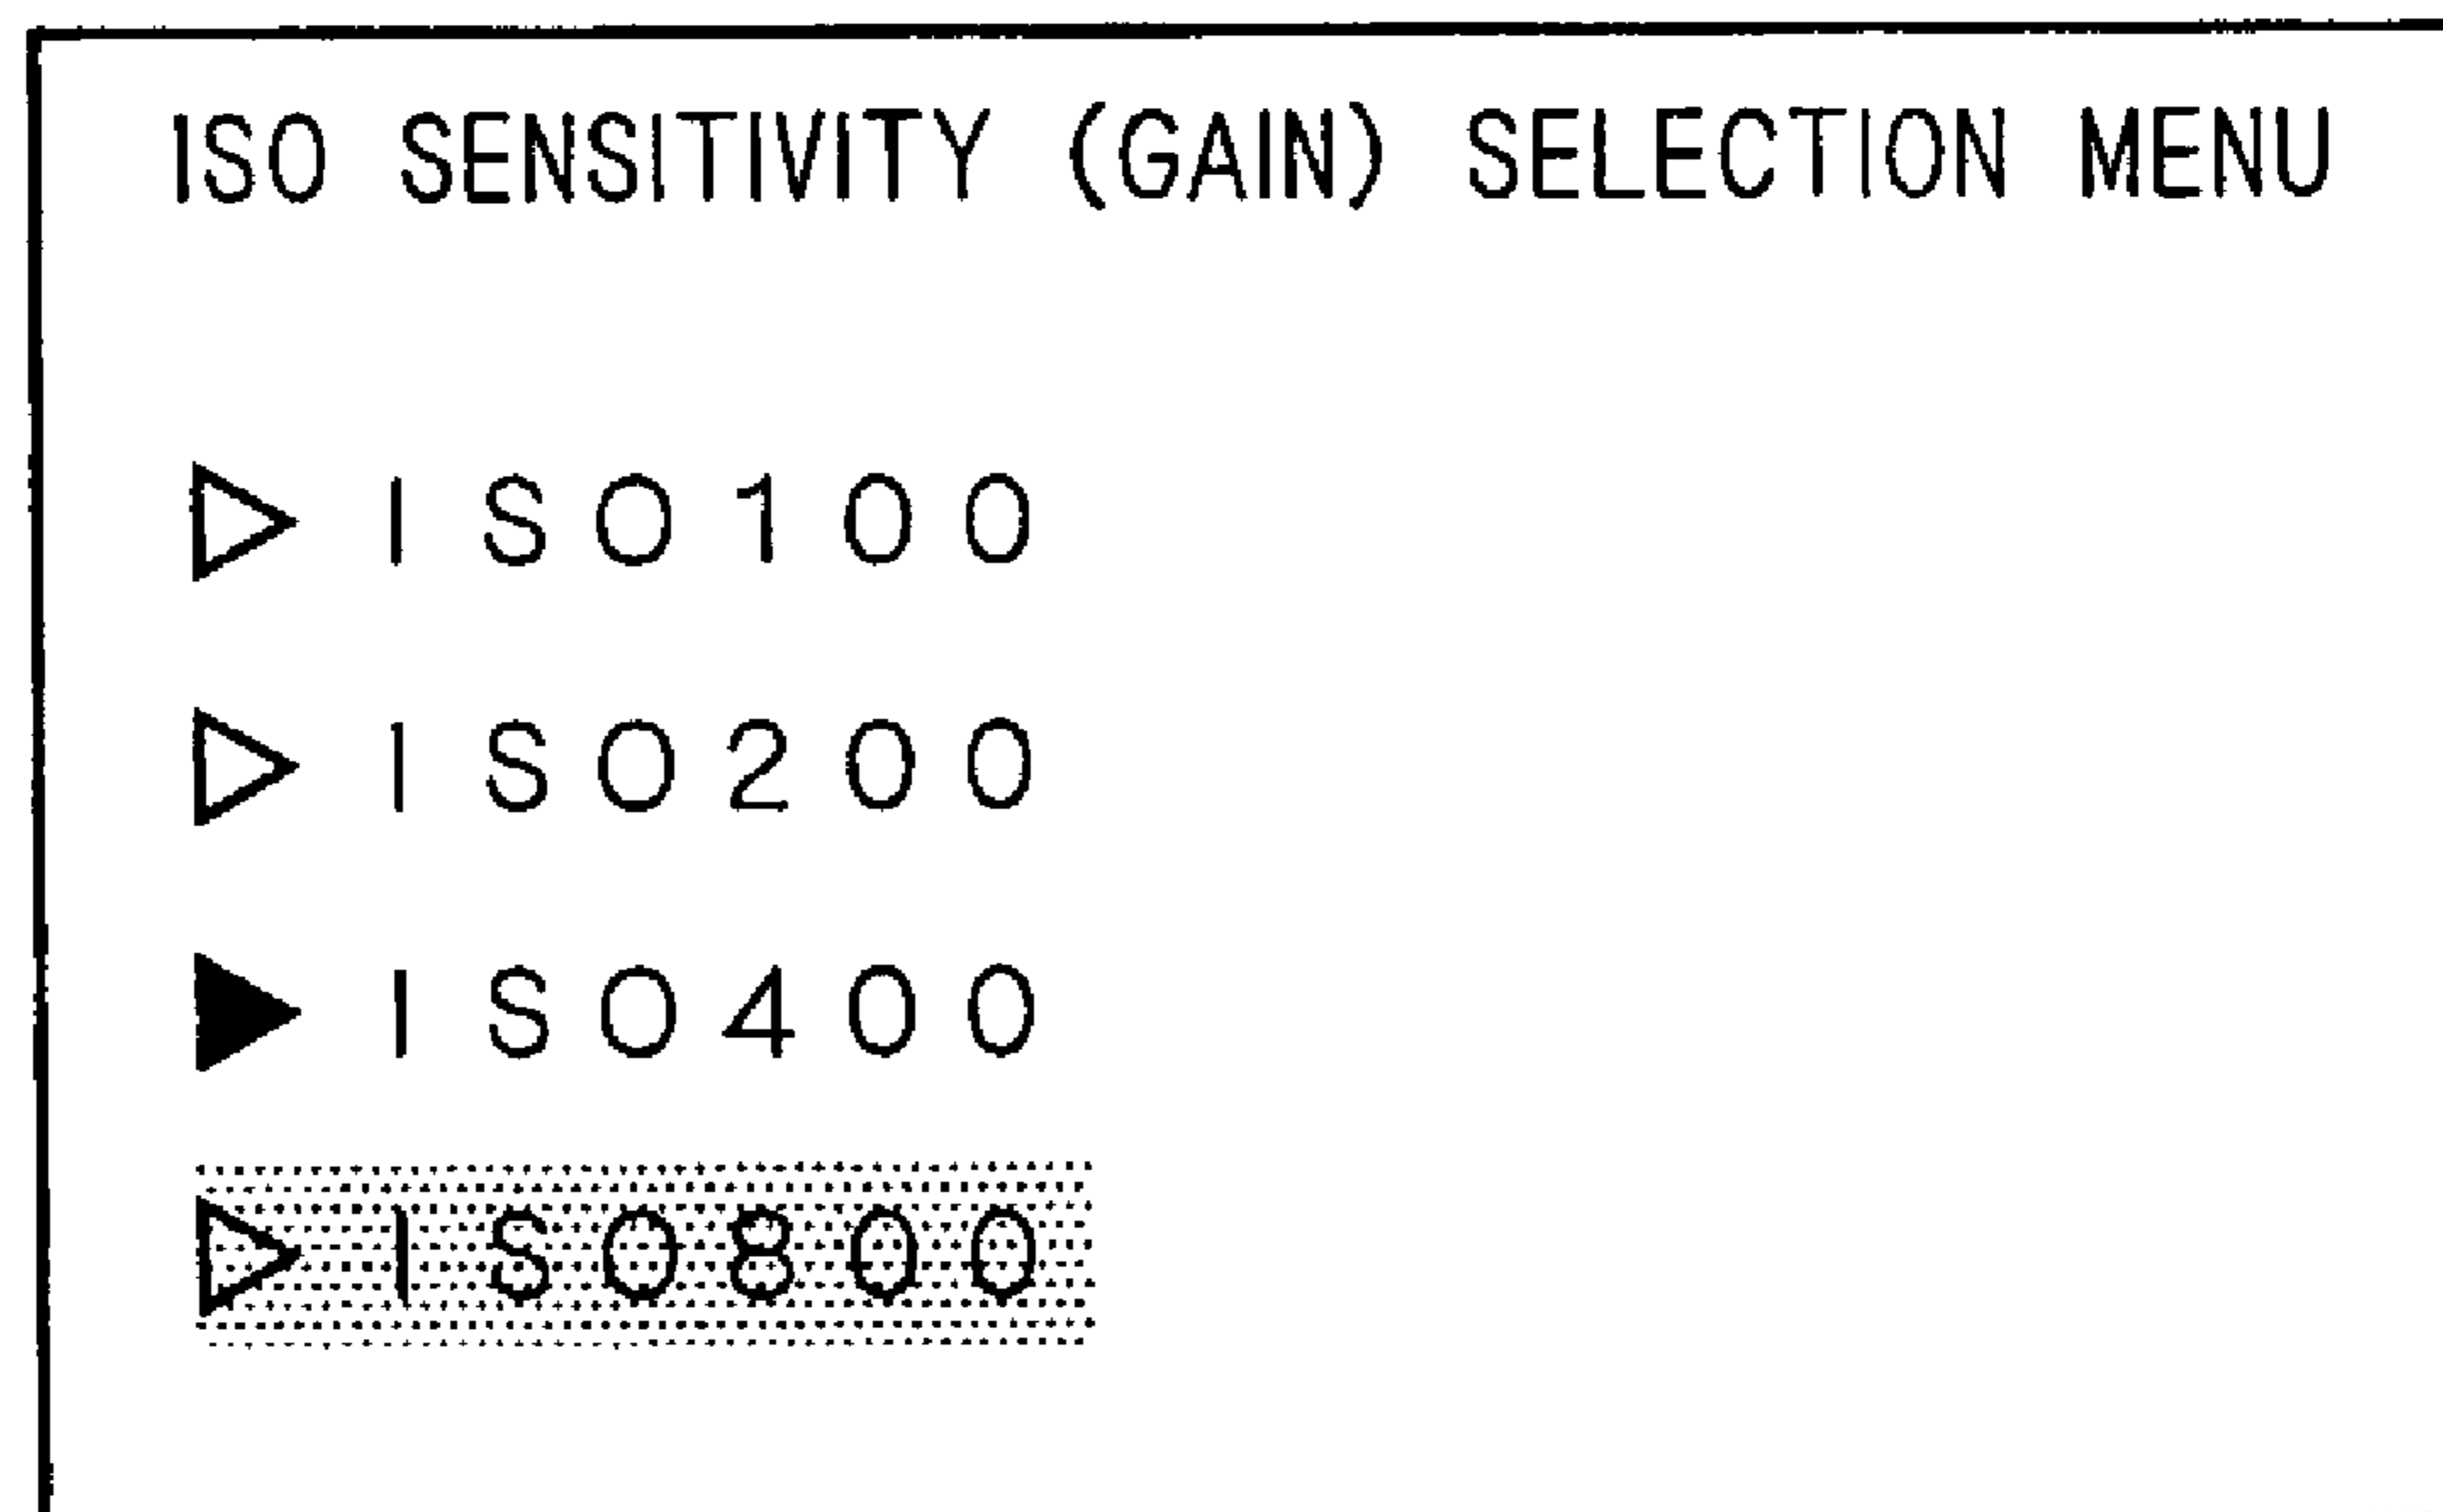 ISO SENSITIVITY (GAIN) SELECTION MENU
▷ ISO100
▷ ISO200
▶ ISO400
▷ ISO800